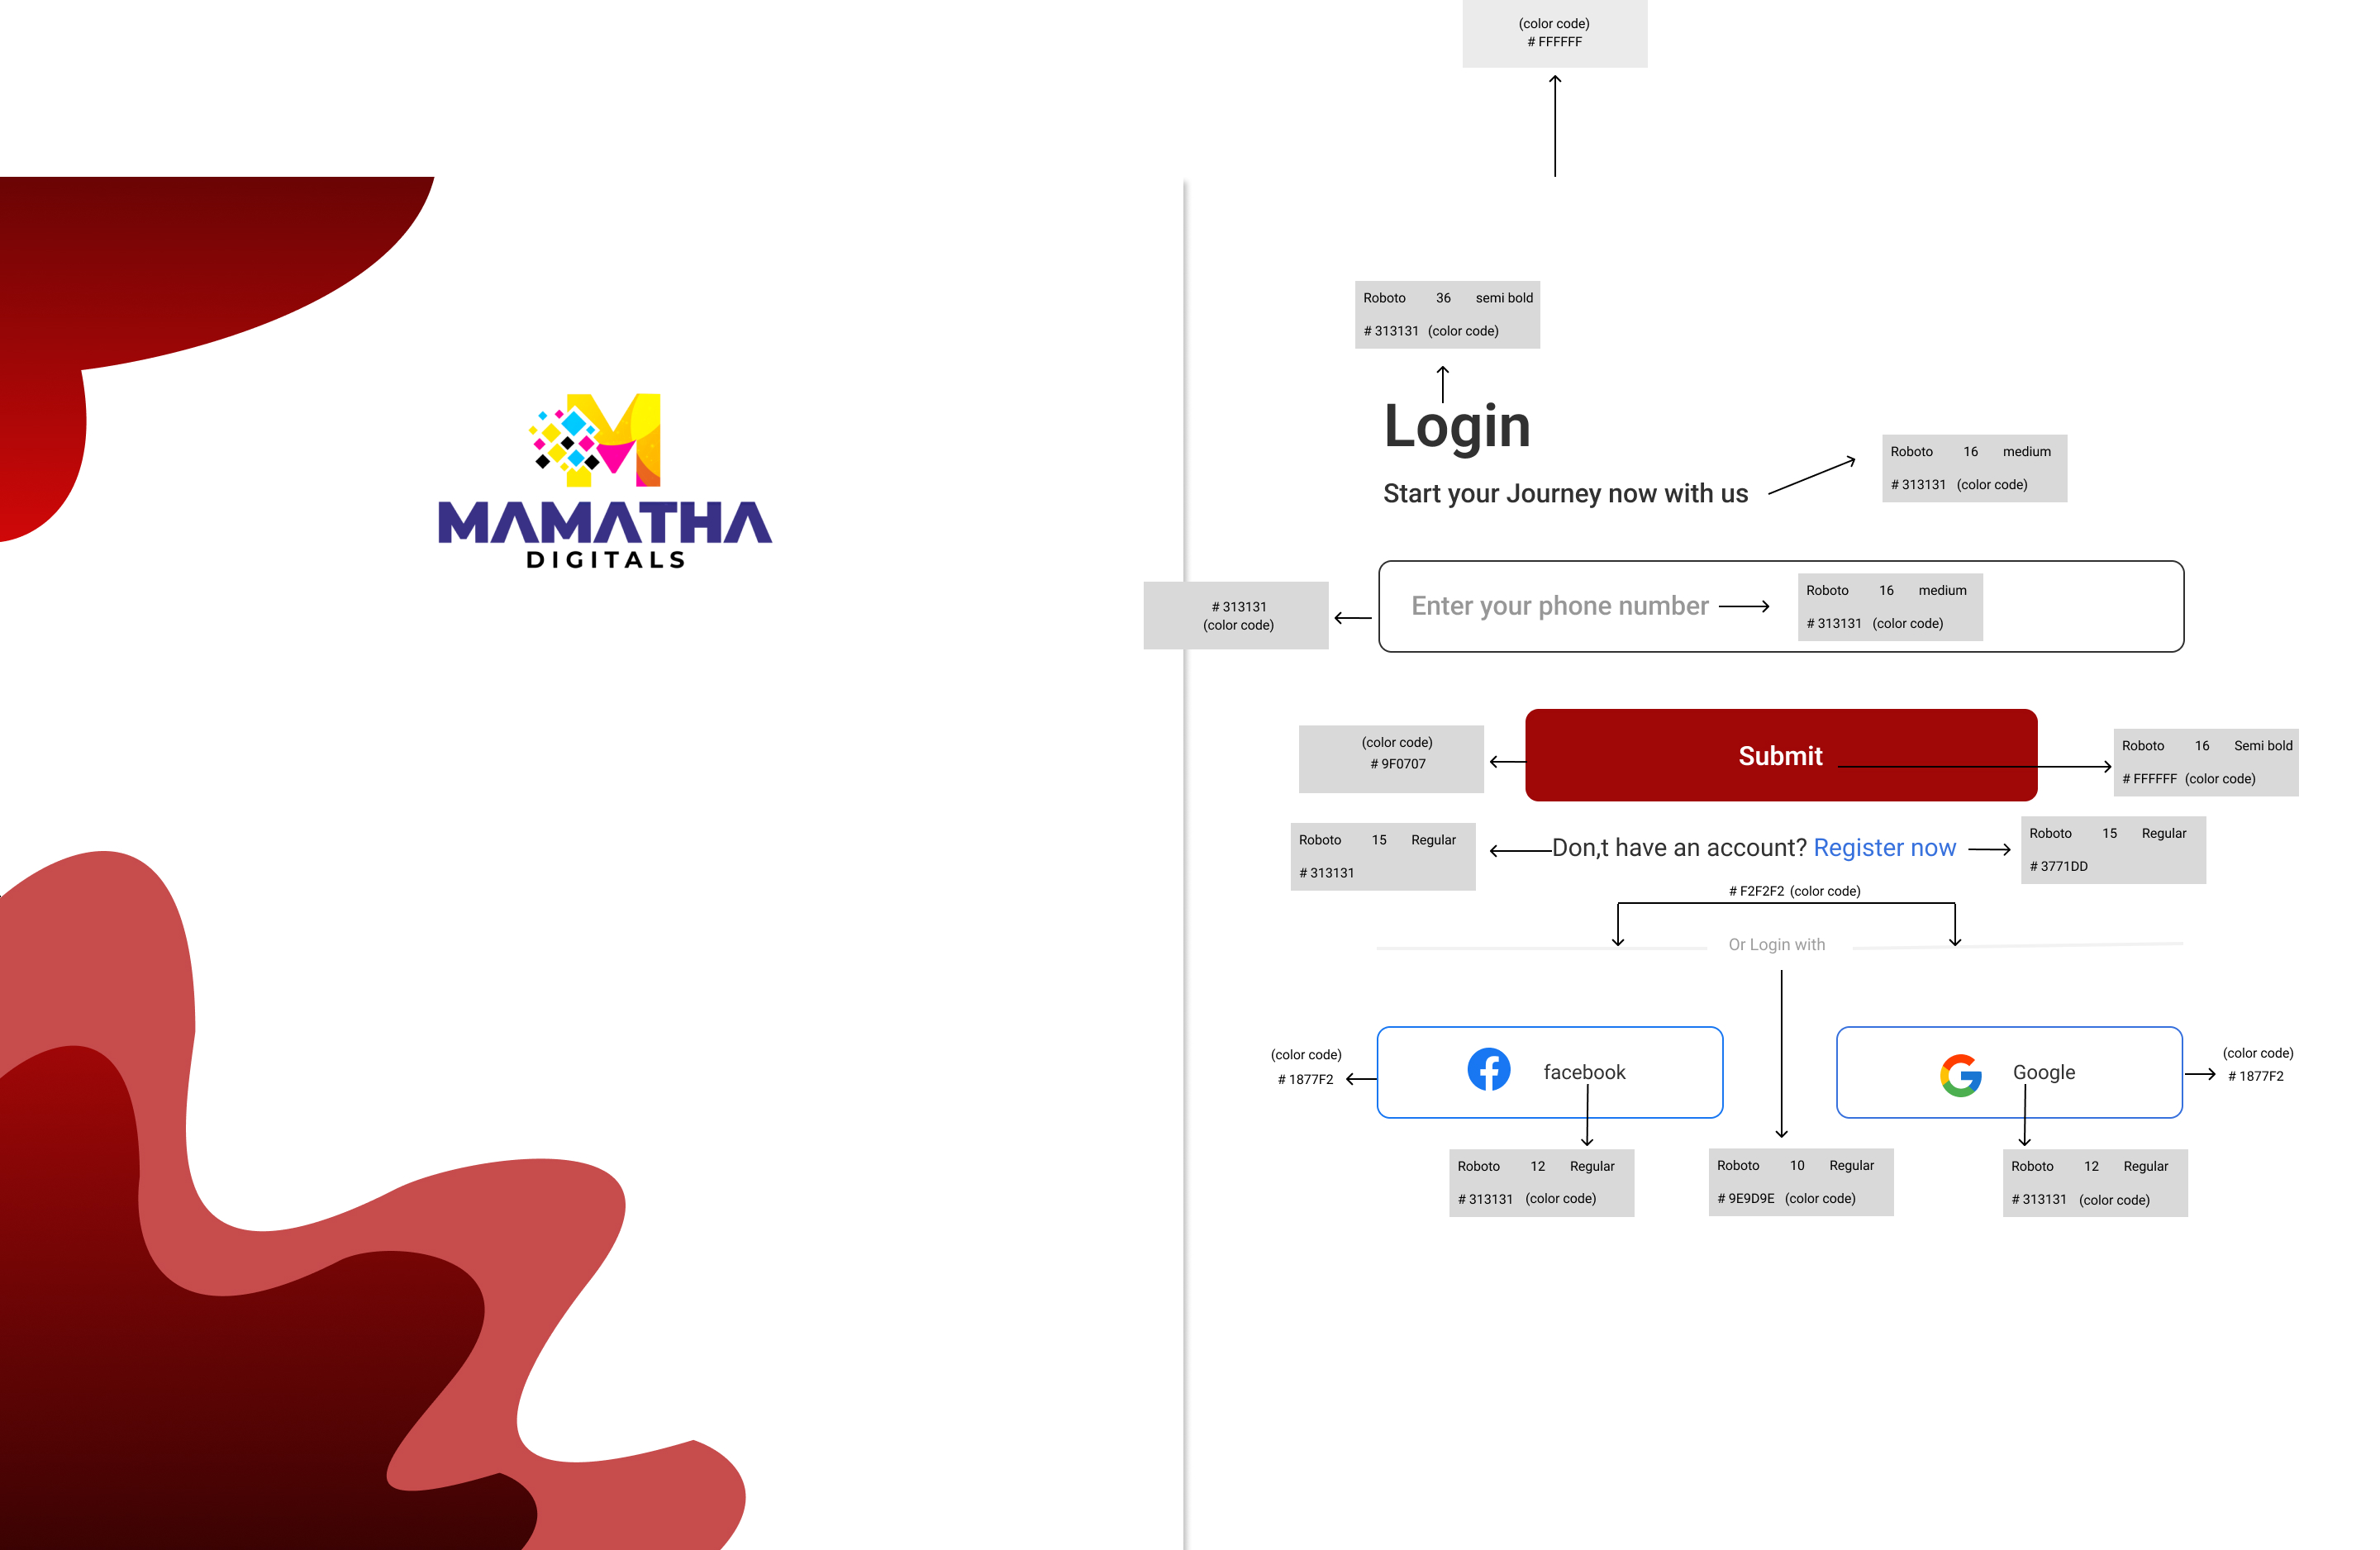 (color code)
# FFFFFF
Roboto 36 semi bold
# 313131 (color code)
Login
Start your Journey now with us
Roboto 16 medium
# 313131 (color code)
M
MAMATHA
DIGITALS
# 313131
(color code)
Enter your phone number
Roboto 16 medium
# 313131 (color code)
(color code)
# 9F0707
Submit
Roboto 16 Semi bold
# FFFFFF (color code)
Roboto 15 Regular
# 313131
Don,t have an account? Register now
Roboto 15 Regular
# 3771DD
# F2F2F2 (color code)
Or Login with
(color code)
# 1877F2
facebook
Google
(color code)
# 1877F2
Roboto 12 Regular
# 313131 (color code)
Roboto 10 Regular
# 9E9D9E (color code)
Roboto 12 Regular
# 313131 (color code)